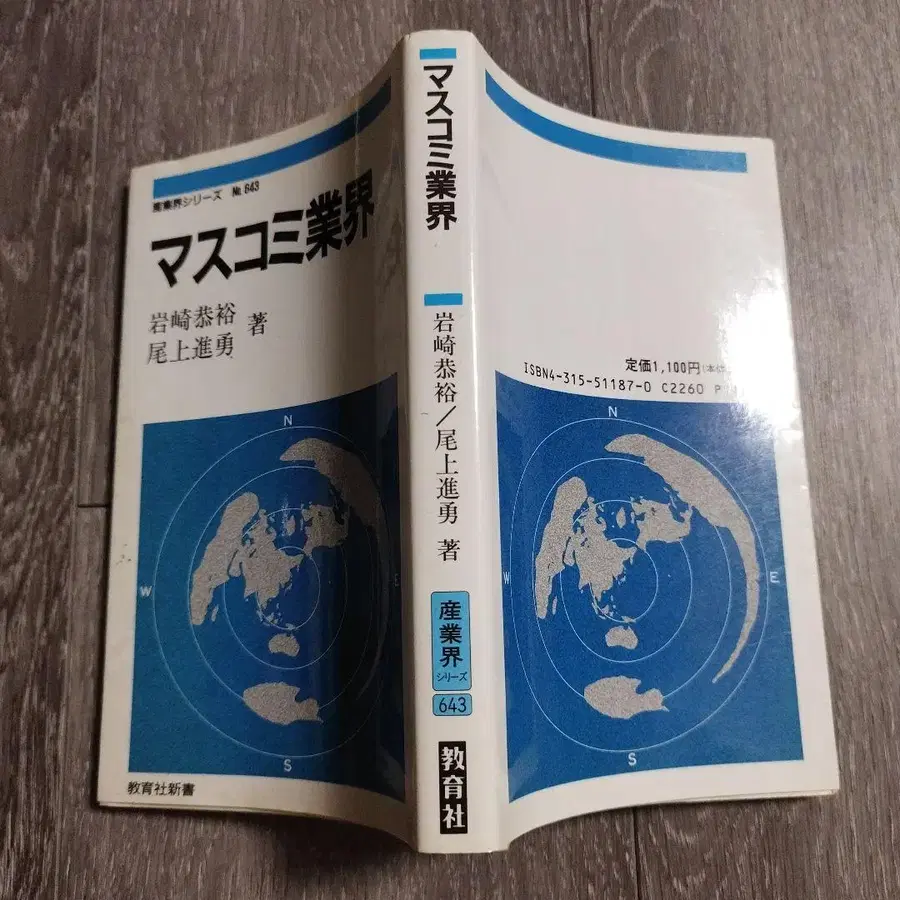 産業界シリーズ No.643
マスコミ業界
岩崎恭裕
尾上進勇
著
N
W
E
S
教育社新書
マスコミ業界
岩崎恭裕/尾上進勇 著
産業界
シリーズ
643
教育社
定価1,100円
ISBN4-315-51187-0 C2260
N
W
E
S